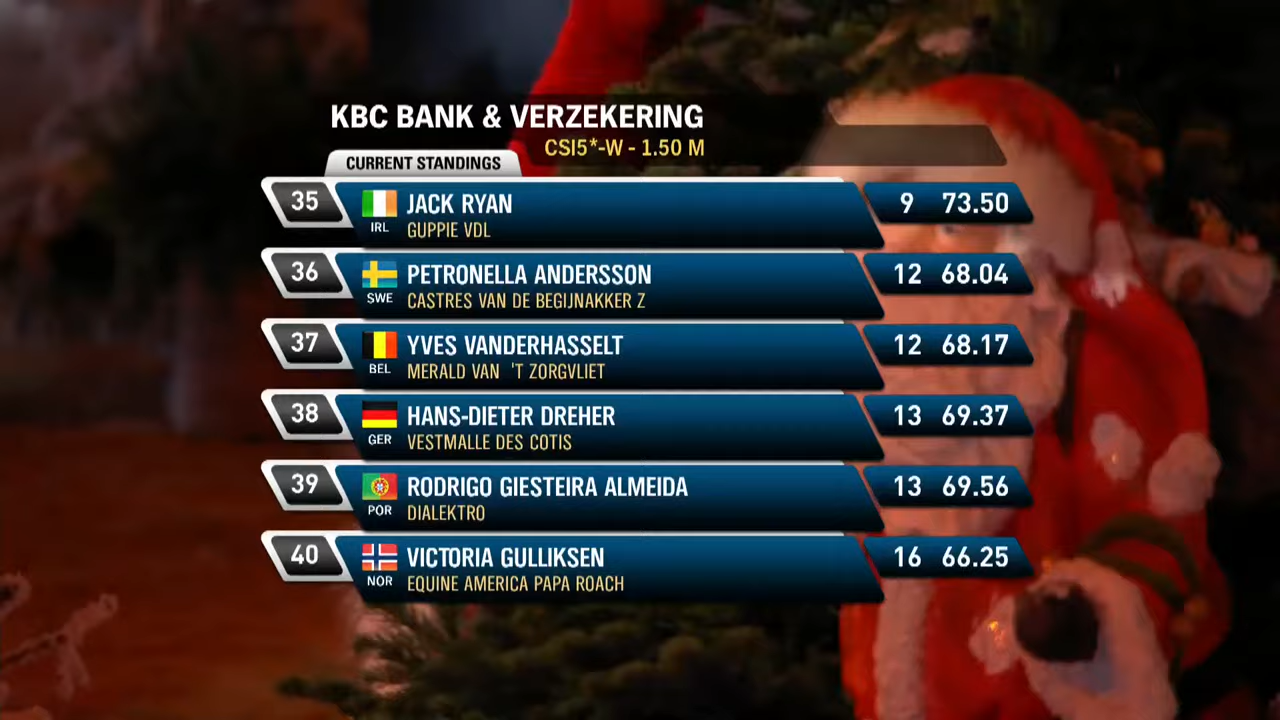 KBC BANK & VERZEKERING
CSI5*-W - 1.50 M
CURRENT STANDINGS
35 JACK RYAN 9 73.50
IRL GUPPIE VDL
36 PETRONELLA ANDERSSON 12 68.04
SWE CASTRES VAN DE BEGIJNAKKER Z
37 YVES VANDERHASSELT 12 68.17
BEL MERALD VAN 'T ZORGVLIET
38 HANS-DIETER DREHER 13 69.37
GER VESTMALLE DES COTIS
39 RODRIGO GIESTEIRA ALMEIDA 13 69.56
POR DIALEKTRO
40 VICTORIA GULLIKSEN 16 66.25
NOR EQUINE AMERICA PAPA ROACH